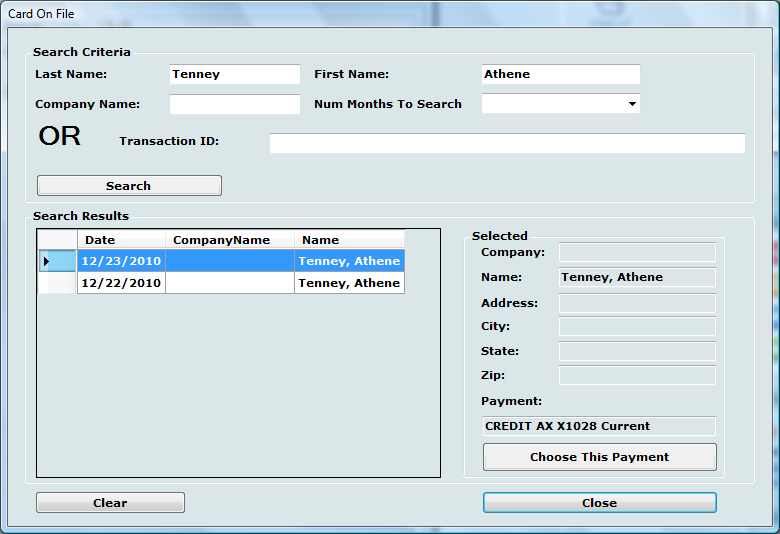 Card On File
Search Criteria
Last Name: Tenney First Name: Athene
Company Name: Num Months To Search
OR Transaction ID:
Search
Search Results
Date CompanyName Name
12/23/2010 Tenney, Athene
12/22/2010 Tenney, Athene
Selected
Company:
Name: Tenney, Athene
Address:
City:
State:
Zip:
Payment:
CREDIT AX X1028 Current
Choose This Payment
Clear Close